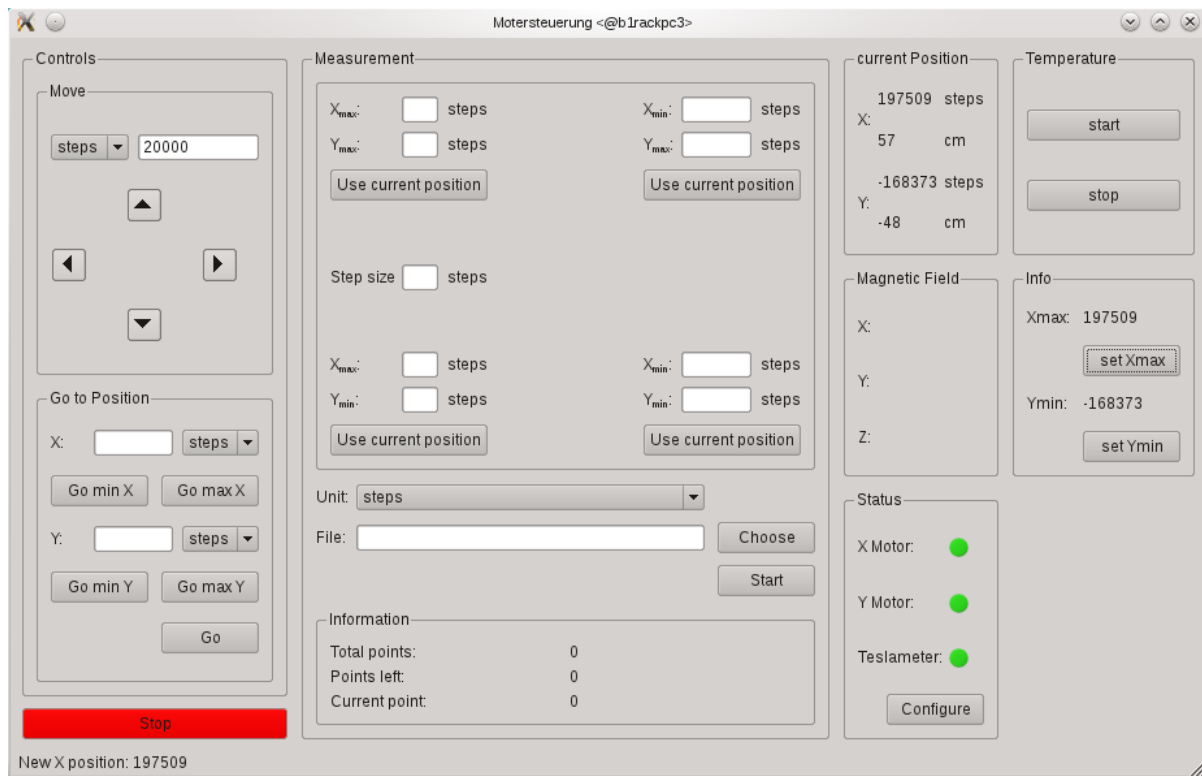 Motersteuerung <@b1rackpc3>
Controls
Move
steps 20000
Go to Position
X: steps
Go min X Go max X
Y: steps
Go min Y Go max Y
Go
Stop
New X position: 197509
Measurement
Xmax: steps Xmin: steps
Ymax: steps Ymax: steps
Use current position Use current position
Step size steps
Xmax: steps Xmin: steps
Ymin: steps Ymin: steps
Use current position Use current position
Unit: steps
File: Choose
Start
Information
Total points: 0
Points left: 0
Current point: 0
current Position
197509 steps
X:
57 cm
-168373 steps
Y:
-48 cm
Magnetic Field
X:
Y:
Z:
Status
X Motor:
Y Motor:
Teslameter:
Configure
Temperature
start
stop
Info
Xmax: 197509
set Xmax
Ymin: -168373
set Ymin